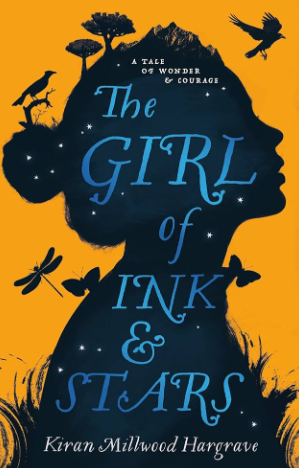 A TALE
OF WONDER
& COURAGE
The
GIRL
of
INK
&
STARS
Kiran Millwood Hargrave